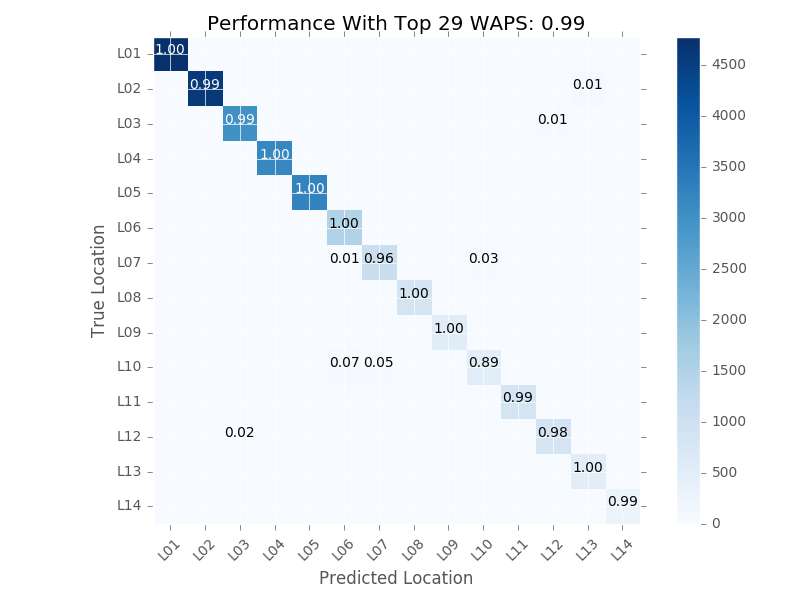 Performance With Top 29 WAPS: 0.99
L01 1.00
L02 0.99 0.01
L03 0.99 0.01
L04 1.00
L05 1.00
L06 1.00
L07 0.01 0.96 0.03
L08 1.00
L09 1.00
L10 0.07 0.05 0.89
L11 0.99
L12 0.02 0.98
L13 1.00
L14 0.99
True Location
L01 L02 L03 L04 L05 L06 L07 L08 L09 L10 L11 L12 L13 L14
Predicted Location
4500
4000
3500
3000
2500
2000
1500
1000
500
0